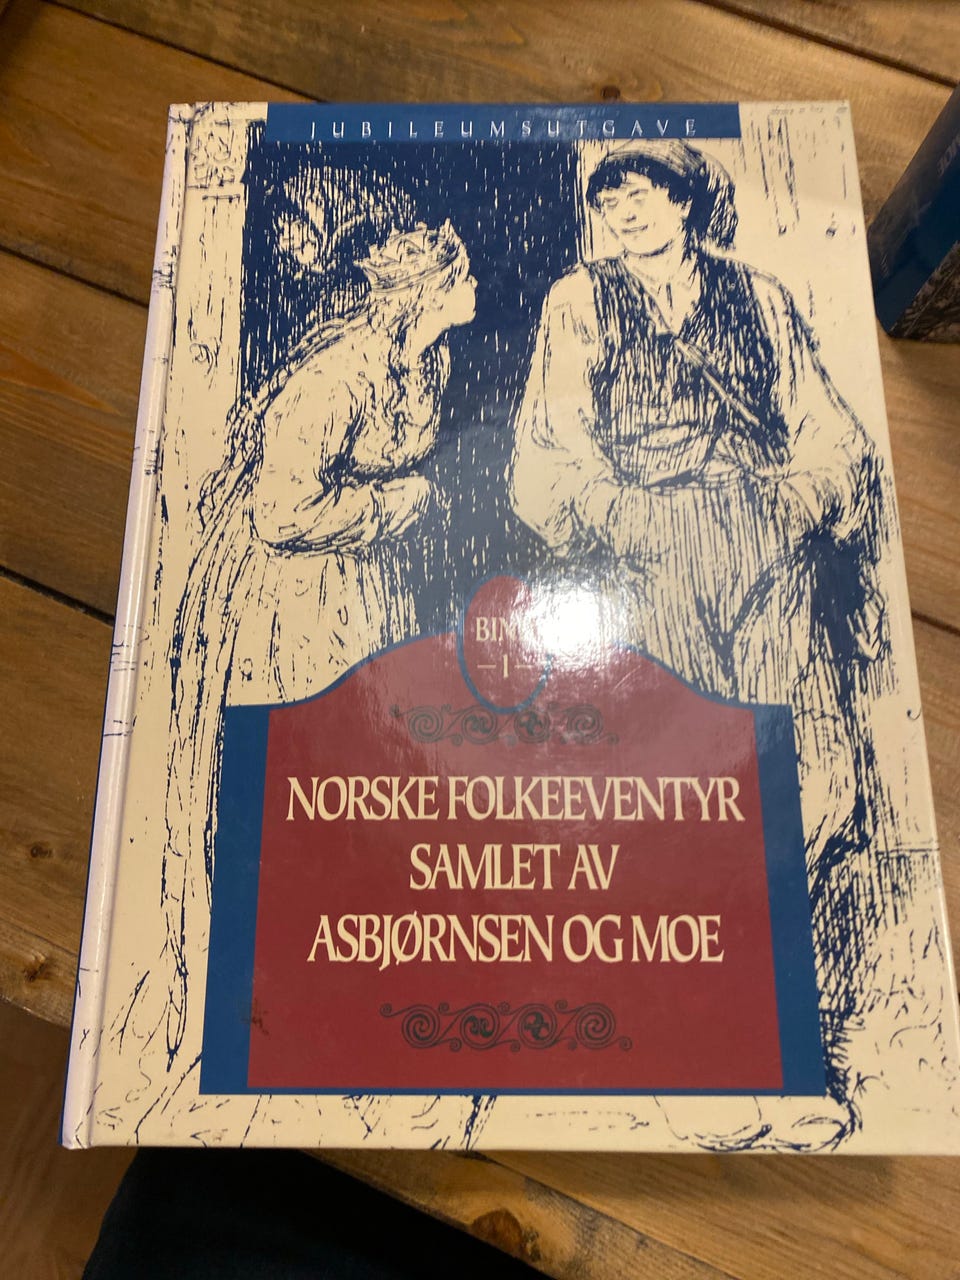 JUBILEUMSUTGAVE
– 1 –
NORSKE FOLKEEVENTYR
SAMLET AV
ASBJØRNSEN OG MOE